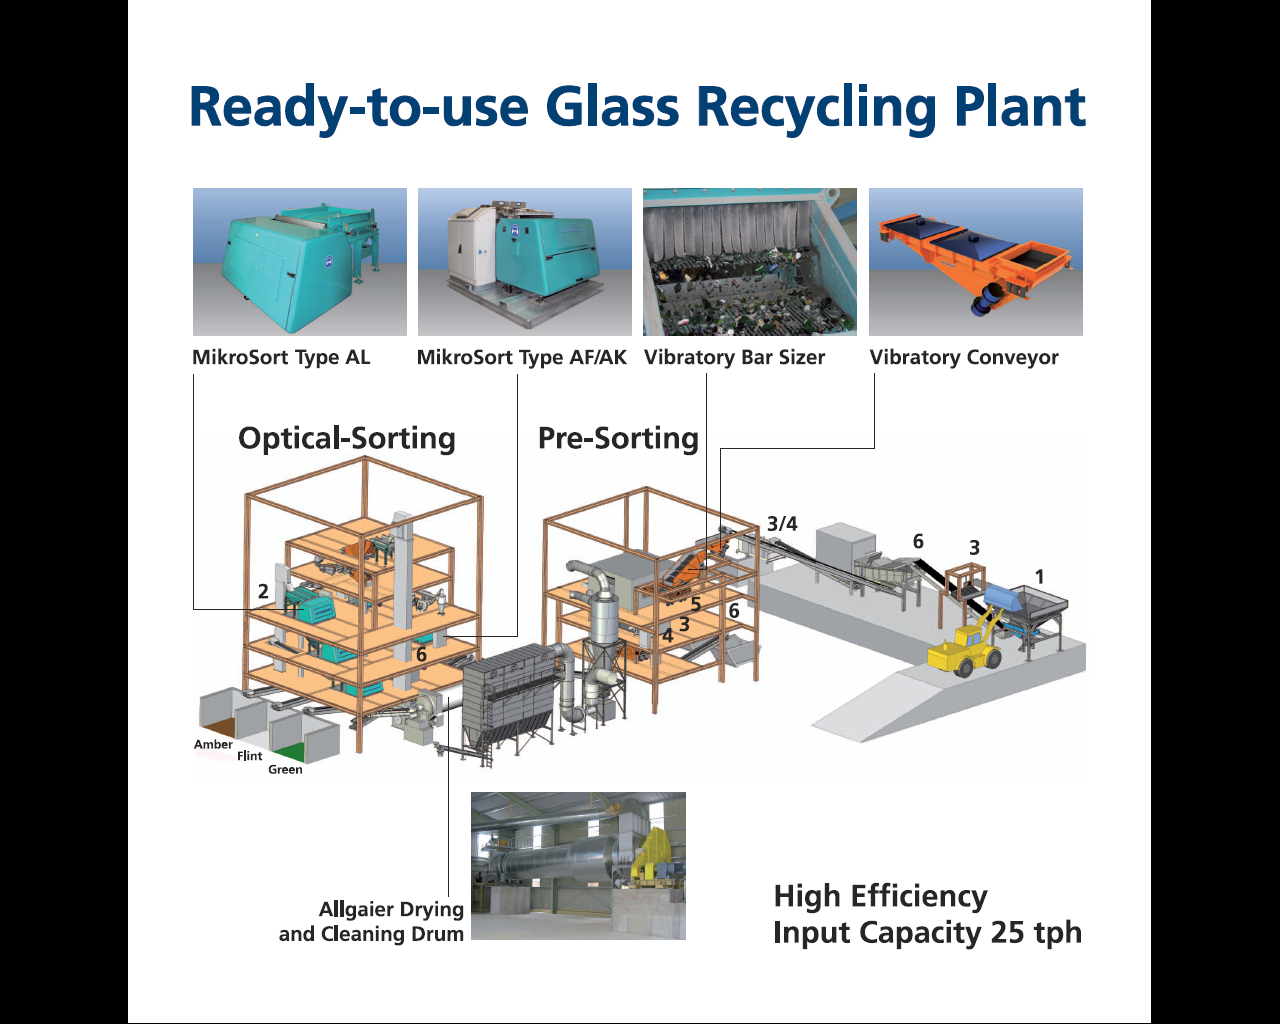 Ready-to-use Glass Recycling Plant
MikroSort Type AL
MikroSort Type AF/AK
Vibratory Bar Sizer
Vibratory Conveyor
Optical-Sorting
Pre-Sorting
3/4
6
3
1
2
5
6
3
4
6
Amber
Flint
Green
Allgaier Drying
and Cleaning Drum
High Efficiency
Input Capacity 25 tph